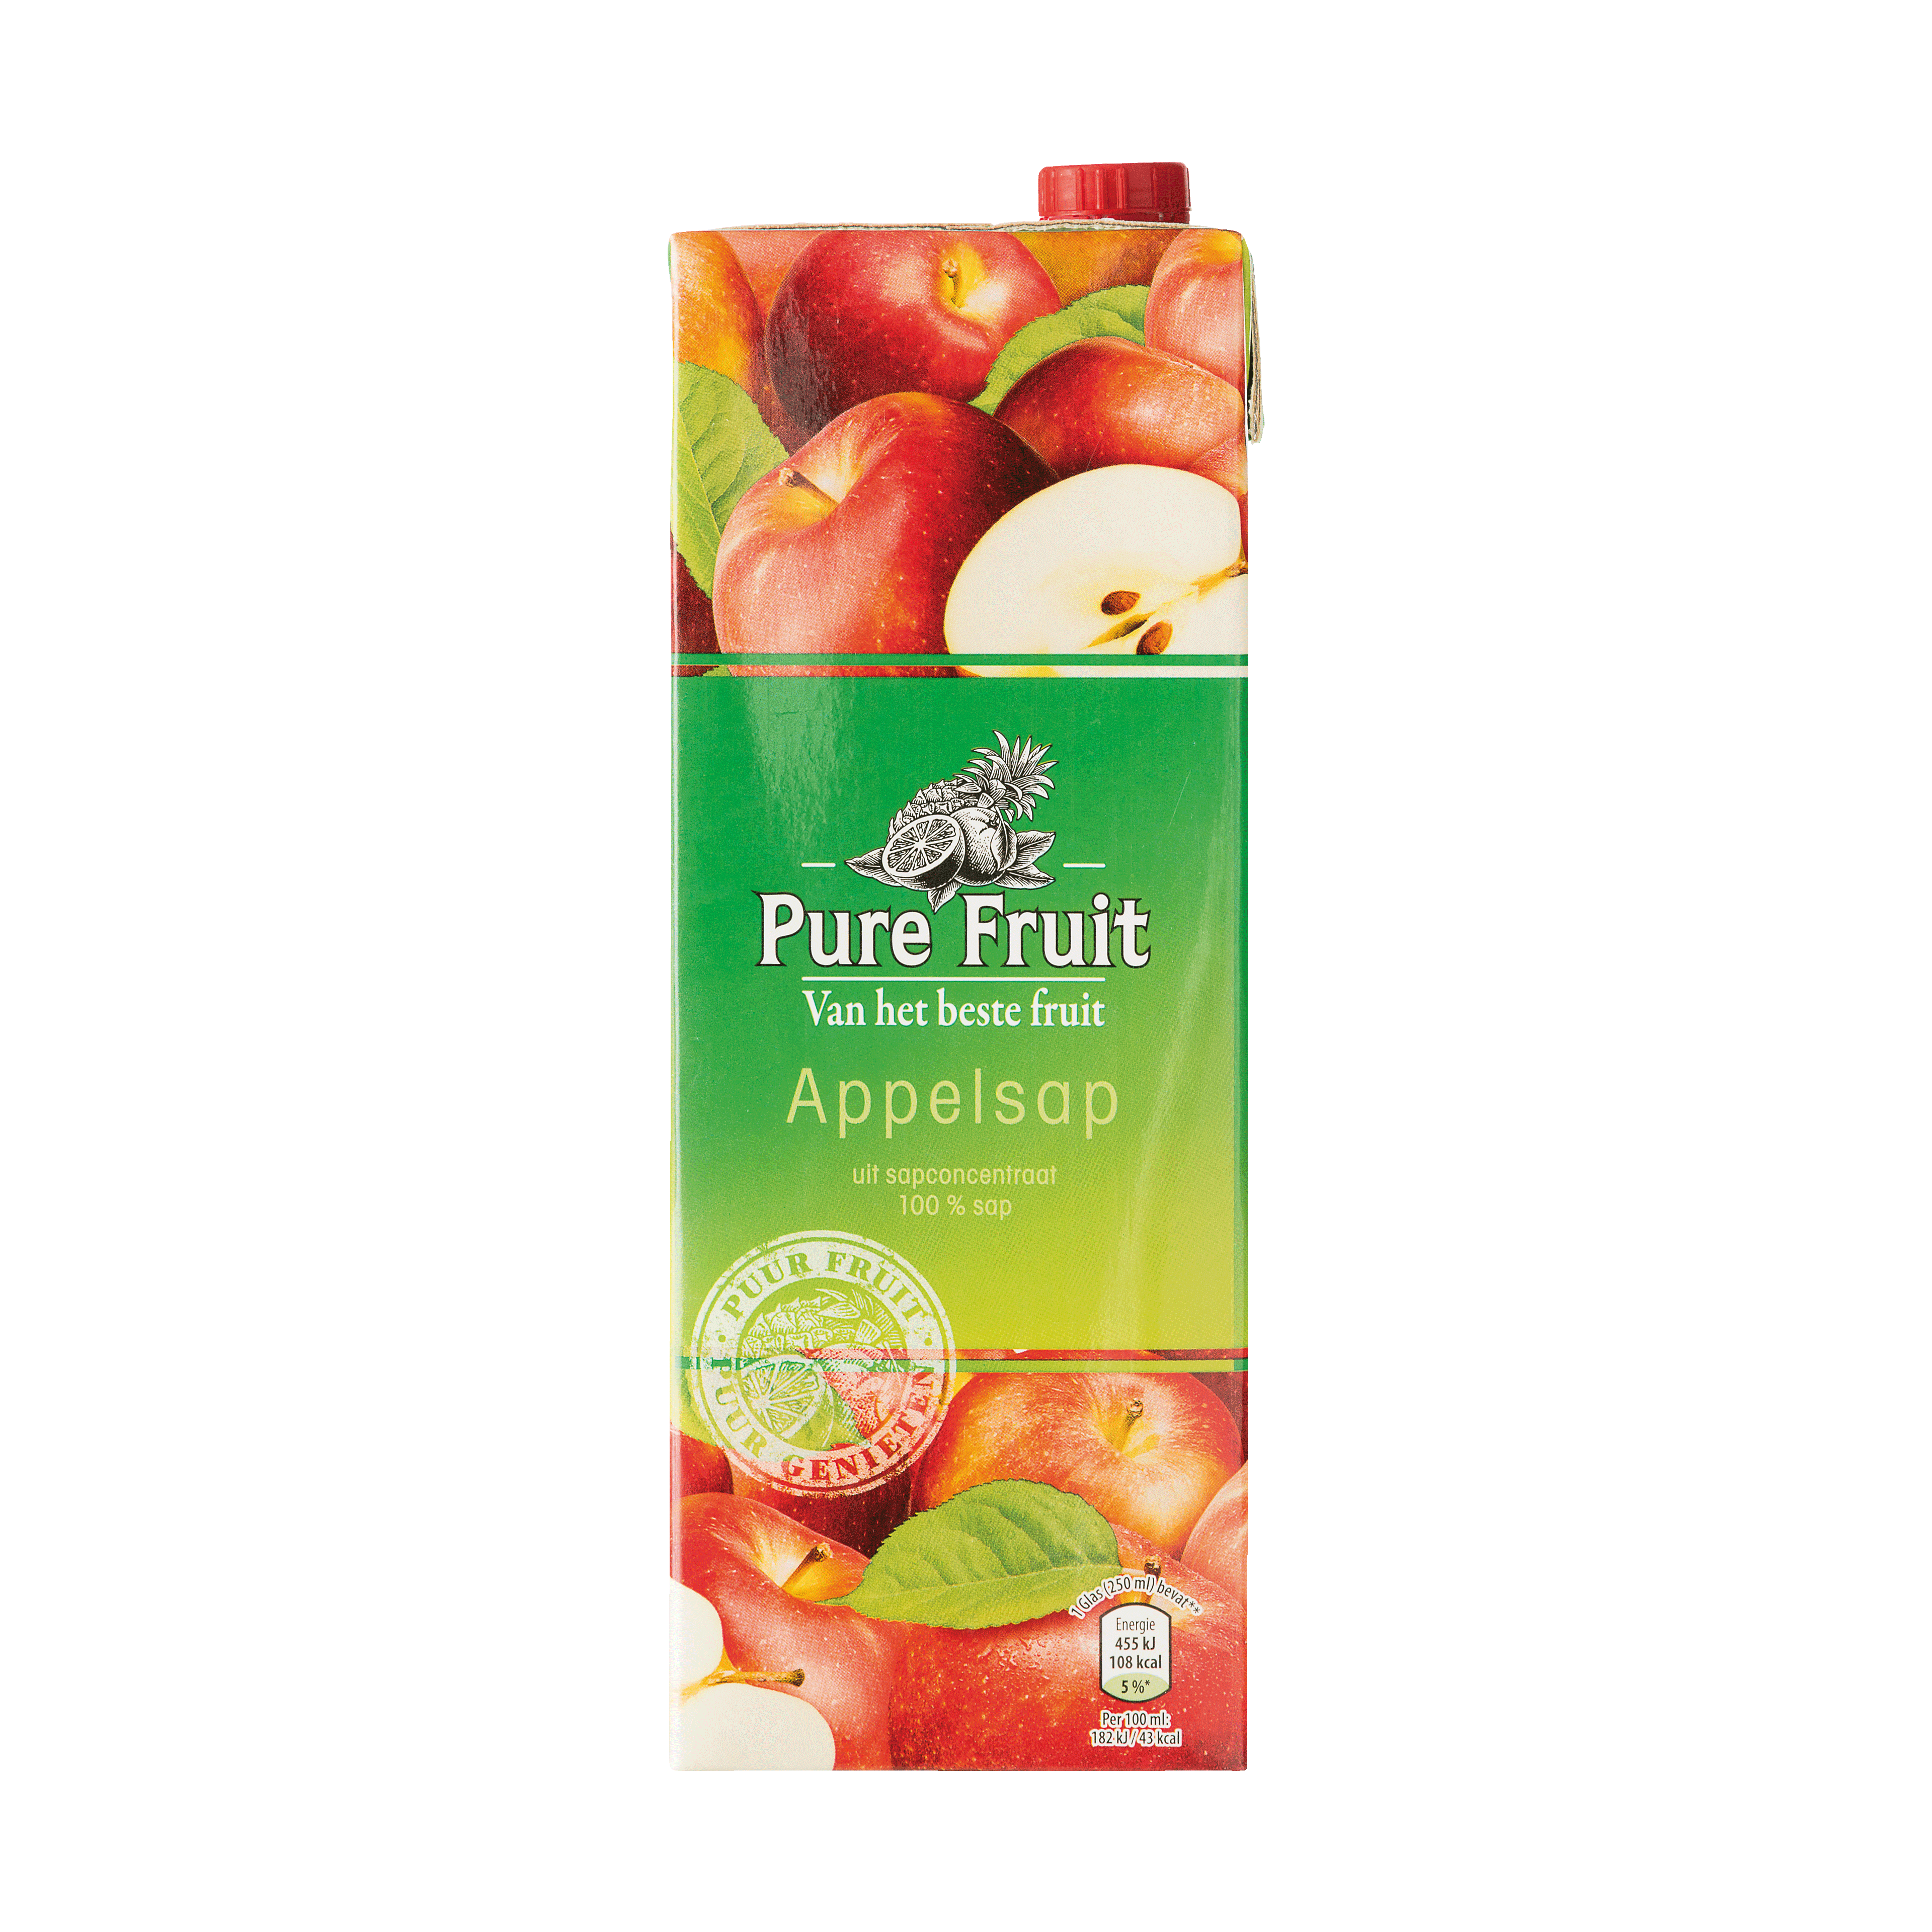 Pure Fruit
Van het beste fruit
Appelsap
uit sapconcentraat
100 % sap
PUUR FRUIT
PUUR GENIETEN
1 Glas (250 ml) bevat**
Energie
455 kJ
108 kcal
5 %*
Per 100 ml:
182 kJ / 43 kcal